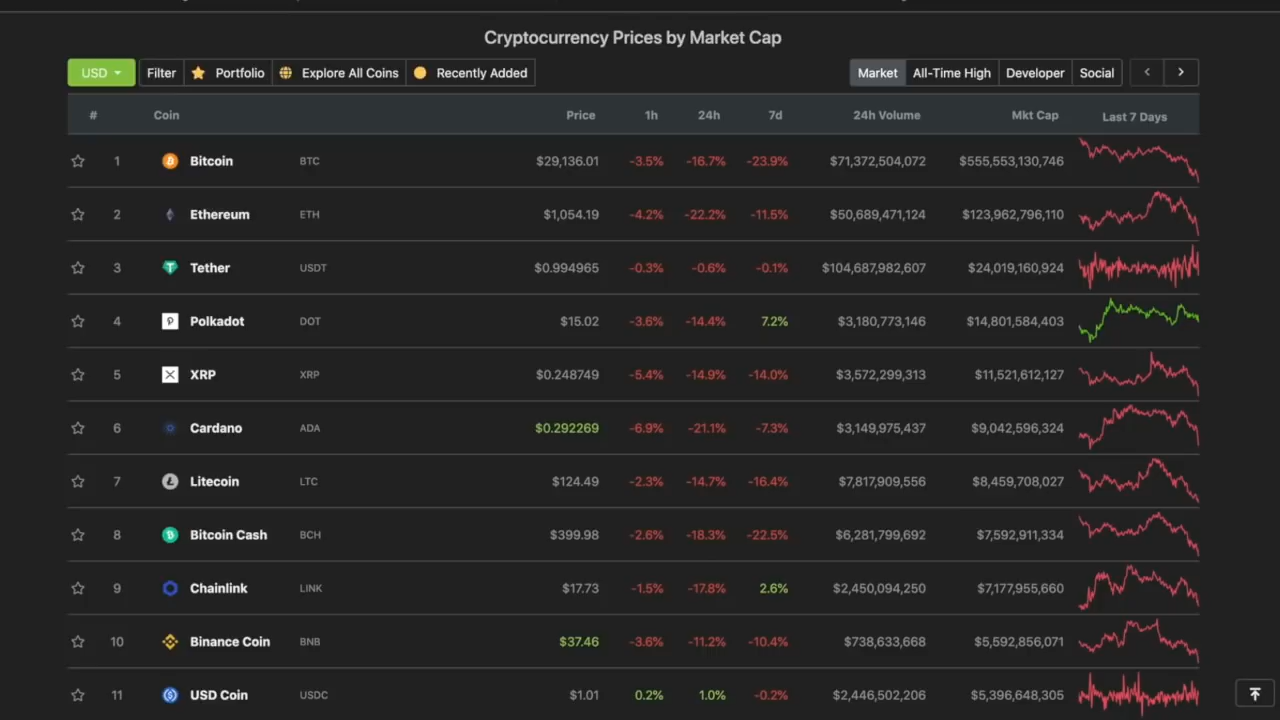 Cryptocurrency Prices by Market Cap
USD Filter Portfolio Explore All Coins Recently Added Market All-Time High Developer Social
# Coin Price 1h 24h 7d 24h Volume Mkt Cap Last 7 Days
1 Bitcoin BTC $29,136.01 -3.5% -16.7% -23.9% $71,372,504,072 $555,553,130,746
2 Ethereum ETH $1,054.19 -4.2% -22.2% -11.5% $50,689,471,124 $123,962,796,110
3 Tether USDT $0.994965 -0.3% -0.6% -0.1% $104,687,982,607 $24,019,160,924
4 Polkadot DOT $15.02 -3.6% -14.4% 7.2% $3,180,773,146 $14,801,584,403
5 XRP XRP $0.248749 -5.4% -14.9% -14.0% $3,572,299,313 $11,521,612,127
6 Cardano ADA $0.292269 -6.9% -21.1% -7.3% $3,149,975,437 $9,042,596,324
7 Litecoin LTC $124.49 -2.3% -14.7% -16.4% $7,817,909,556 $8,459,708,027
8 Bitcoin Cash BCH $399.98 -2.6% -18.3% -22.5% $6,281,799,692 $7,592,911,334
9 Chainlink LINK $17.73 -1.5% -17.8% 2.6% $2,450,094,250 $7,177,955,660
10 Binance Coin BNB $37.46 -3.6% -11.2% -10.4% $738,633,668 $5,592,856,071
11 USD Coin USDC $1.01 0.2% 1.0% -0.2% $2,446,502,206 $5,396,648,305